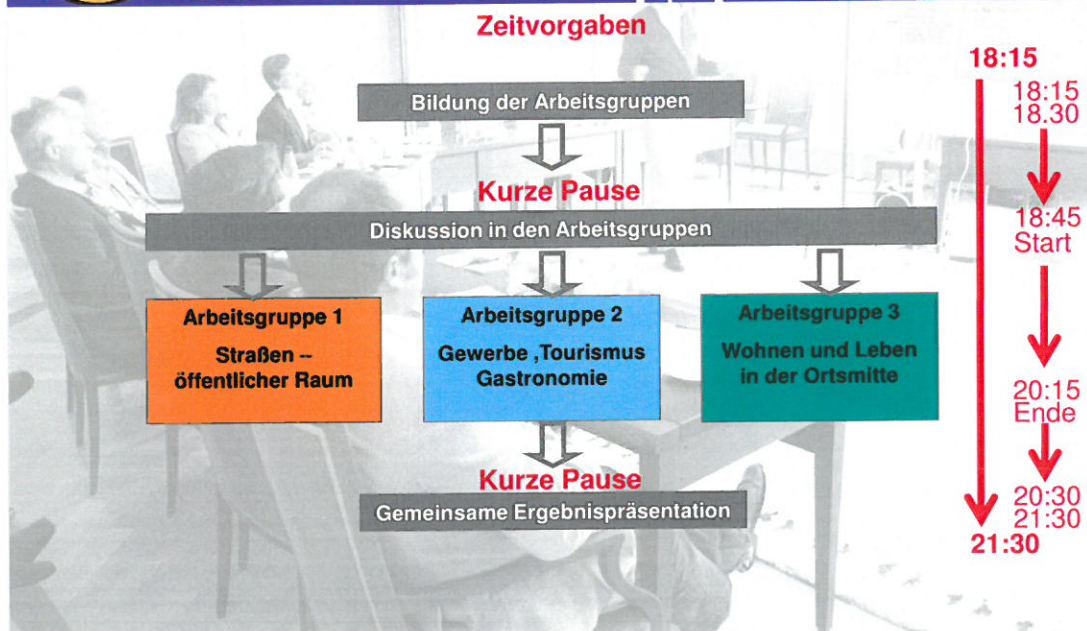 Zeitvorgaben
18:15
Bildung der Arbeitsgruppen
18:15
18.30
Kurze Pause
Diskussion in den Arbeitsgruppen
18:45
Start
Arbeitsgruppe 1
Straßen --
öffentlicher Raum
Arbeitsgruppe 2
Gewerbe ,Tourismus
Gastronomie
Arbeitsgruppe 3
Wohnen und Leben
in der Ortsmitte
20:15
Ende
Kurze Pause
Gemeinsame Ergebnispräsentation
20:30
21:30
21:30